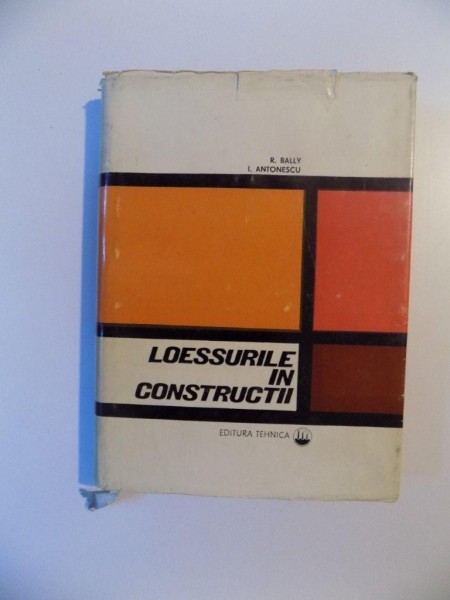 R. BALLY
I. ANTONESCU
LOESSURILE
IN
CONSTRUCTII
EDITURA TEHNICA